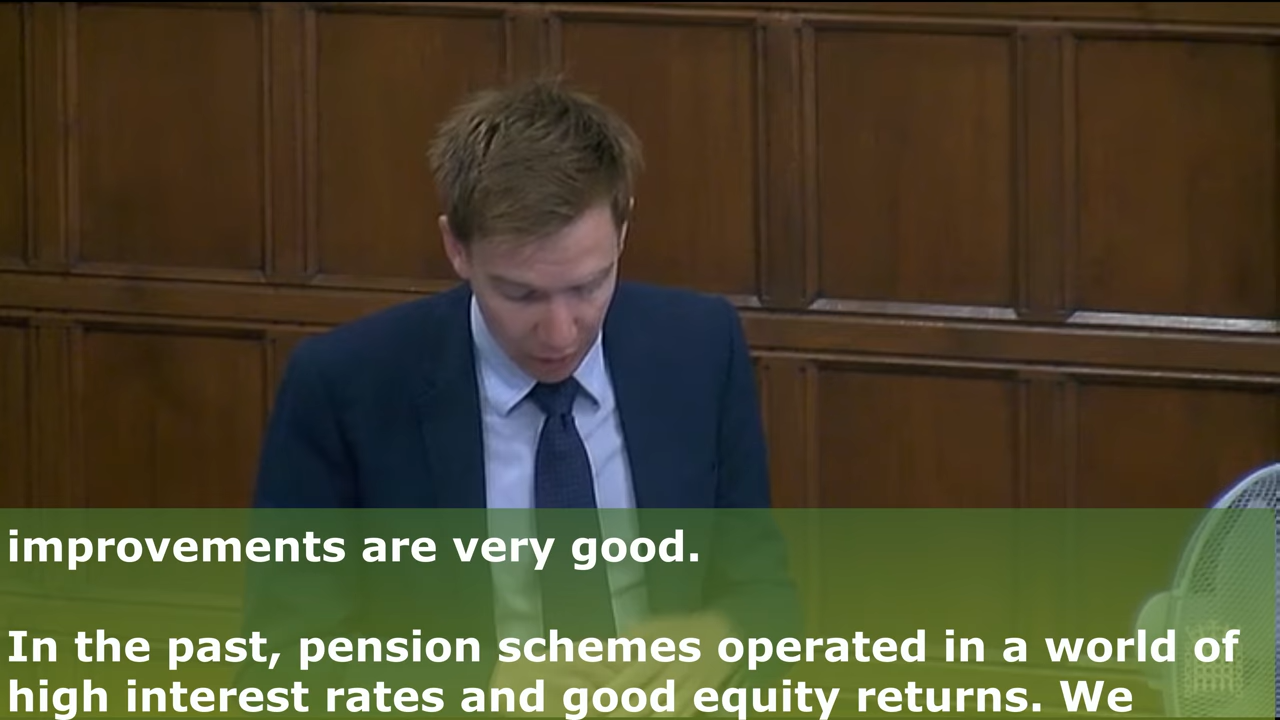 improvements are very good.
In the past, pension schemes operated in a world of
high interest rates and good equity returns. We